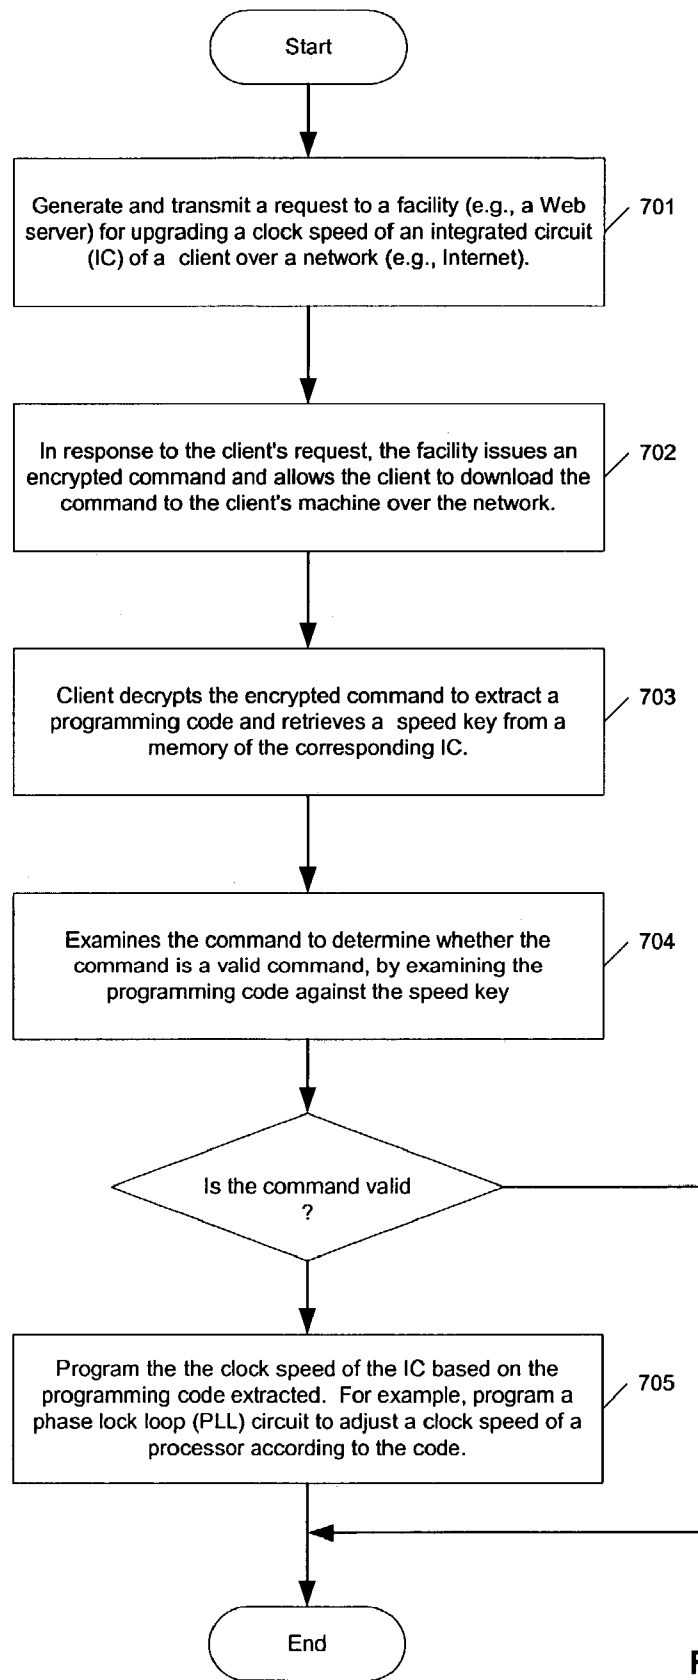 Start
Generate and transmit a request to a facility (e.g., a Web
server) for upgrading a clock speed of an integrated circuit
(IC) of a client over a network (e.g., Internet).
701
In response to the client's request, the facility issues an
encrypted command and allows the client to download the
command to the client's machine over the network.
702
Client decrypts the encrypted command to extract a
programming code and retrieves a speed key from a
memory of the corresponding IC.
703
Examines the command to determine whether the
command is a valid command, by examining the
programming code against the speed key
704
Is the command valid
?
Program the the clock speed of the IC based on the
programming code extracted. For example, program a
phase lock loop (PLL) circuit to adjust a clock speed of a
processor according to the code.
705
End